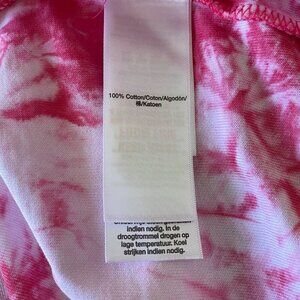 100% Cotton/Coton/Algodón/
棉/Katoen
indien nodig. In de
droogtrommel drogen op
lage temperatuur. Koel
strijken indien nodig.